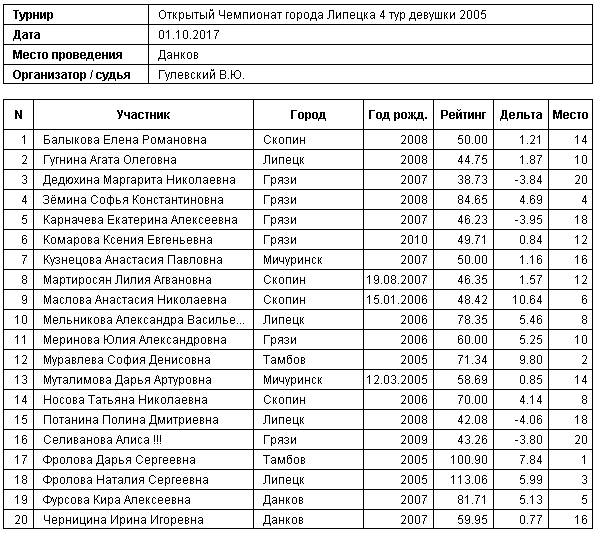 Турнир Открытый Чемпионат города Липецка 4 тур девушки 2005
Дата 01.10.2017
Место проведения Данков
Организатор / судья Гулевский В.Ю.
N Участник Город Год рожд. Рейтинг Дельта Место
1 Балыкова Елена Романовна Скопин 2008 50.00 1.21 14
2 Гугнина Агата Олеговна Липецк 2008 44.75 1.87 10
3 Дедюхина Маргарита Николаевна Грязи 2007 38.73 -3.84 20
4 Зёмина Софья Константиновна Грязи 2008 84.65 4.69 4
5 Карначева Екатерина Алексеевна Грязи 2007 46.23 -3.95 18
6 Комарова Ксения Евгеньевна Грязи 2010 49.71 0.84 12
7 Кузнецова Анастасия Павловна Мичуринск 2007 50.00 1.16 16
8 Мартиросян Лилия Агвановна Скопин 19.08.2007 46.35 1.57 12
9 Маслова Анастасия Николаевна Скопин 15.01.2006 48.42 10.64 6
10 Мельникова Александра Василье... Липецк 2006 78.35 5.46 8
11 Меринова Юлия Александровна Грязи 2006 60.00 5.25 10
12 Муравлева София Денисовна Тамбов 2005 71.34 9.80 2
13 Муталимова Дарья Артуровна Мичуринск 12.03.2005 58.69 0.85 14
14 Носова Татьяна Николаевна Скопин 2006 70.00 4.14 8
15 Потанина Полина Дмитриевна Липецк 2008 42.08 -4.06 18
16 Селиванова Алиса !!! Грязи 2009 43.26 -3.80 20
17 Фролова Дарья Сергеевна Тамбов 2005 100.90 7.84 1
18 Фролова Наталия Сергеевна Липецк 2005 113.06 5.99 3
19 Фурсова Кира Алексеевна Данков 2007 81.71 5.13 5
20 Черницина Ирина Игоревна Данков 2007 59.95 0.77 16